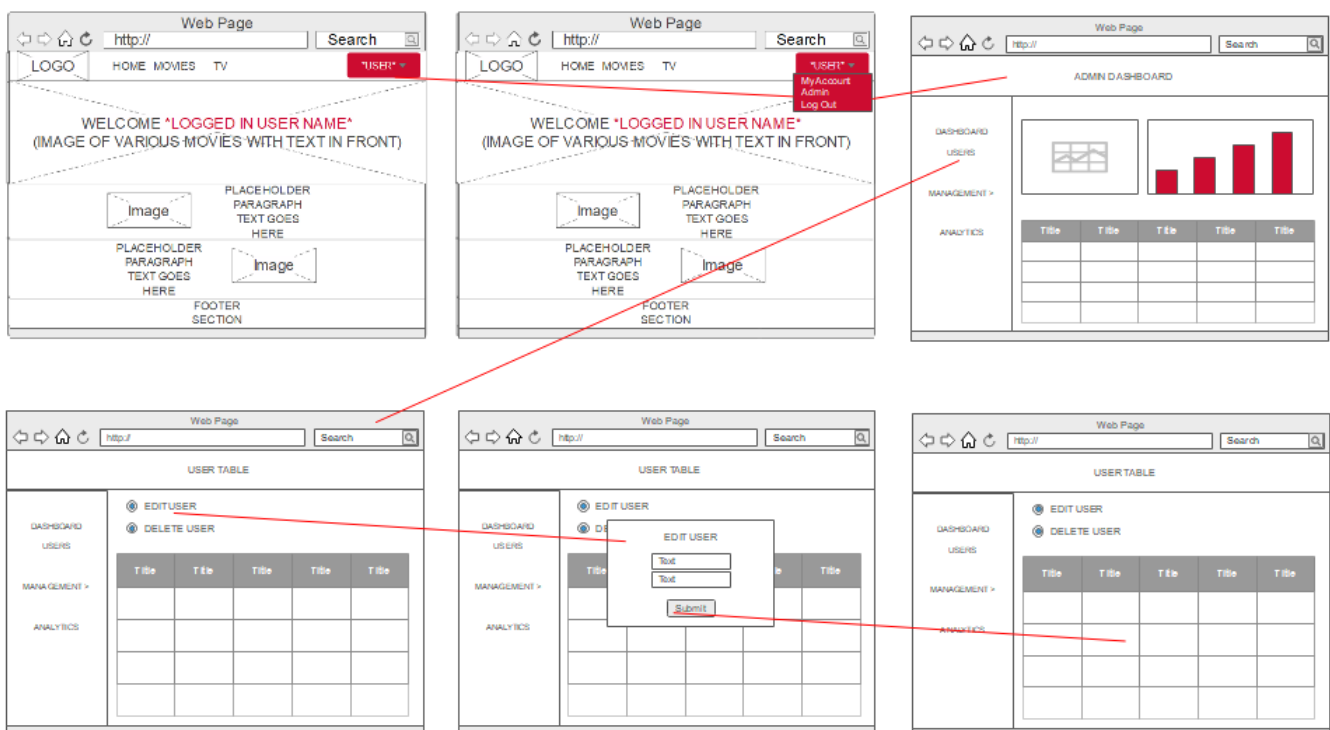 Web Page
http://
Search
LOGO
HOME MOVIES TV
*USER*
WELCOME *LOGGED IN USER NAME*
(IMAGE OF VARIOUS MOVIES WITH TEXT IN FRONT)
Image
PLACEHOLDER
PARAGRAPH
TEXT GOES
HERE
PLACEHOLDER
PARAGRAPH
TEXT GOES
HERE
Image
FOOTER
SECTION
Web Page
http://
Search
LOGO
HOME MOVIES TV
*USER*
My Account
Admin
Log Out
WELCOME *LOGGED IN USER NAME*
(IMAGE OF VARIOUS MOVIES WITH TEXT IN FRONT)
Image
PLACEHOLDER
PARAGRAPH
TEXT GOES
HERE
PLACEHOLDER
PARAGRAPH
TEXT GOES
HERE
Image
FOOTER
SECTION
Web Page
http://
Search
ADMIN DASHBOARD
DASHBOARD
USERS
MANAGEMENT >
ANALYTICS
Title Title Title Title Title
Web Page
http://
Search
USER TABLE
EDIT USER
DELETE USER
DASHBOARD
USERS
MANAGEMENT >
ANALYTICS
Title Title Title Title Title
Web Page
http://
Search
USER TABLE
EDIT USER
DE
DASHBOARD
USERS
MANAGEMENT >
ANALYTICS
EDIT USER
Text
Text
Submit
Title
Title
Web Page
http://
Search
USER TABLE
EDIT USER
DELETE USER
DASHBOARD
USERS
MANAGEMENT >
ANALYTICS
Title Title Title Title Title